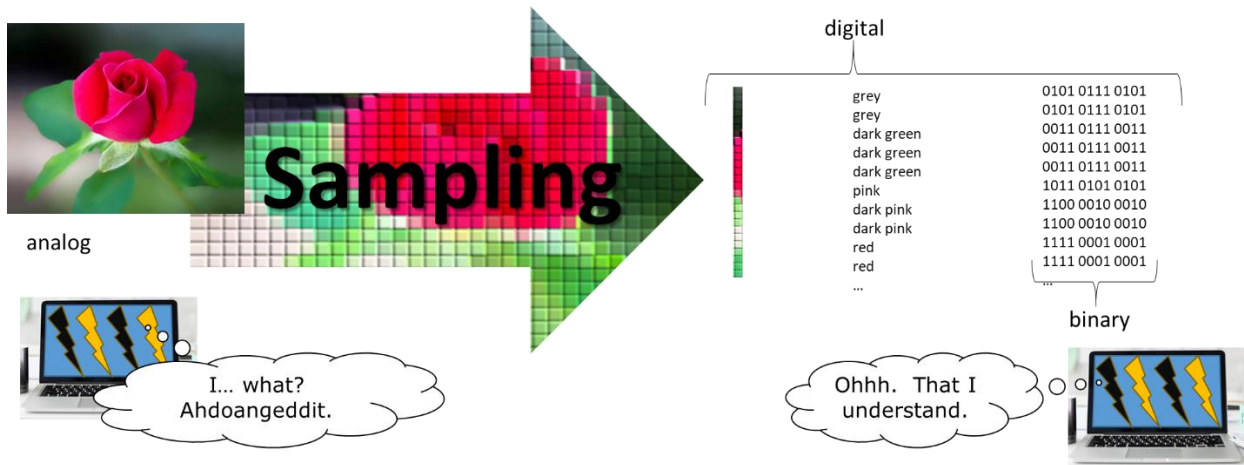 analog
Sampling
I… what?
Ahdoangeddit.
digital
grey
grey
dark green
dark green
dark green
pink
dark pink
dark pink
red
red
…
0101 0111 0101
0101 0111 0101
0011 0111 0011
0011 0111 0011
0011 0111 0011
1011 0101 0101
1100 0010 0010
1100 0010 0010
1111 0001 0001
1111 0001 0001
…
binary
Ohhh.  That I
understand.